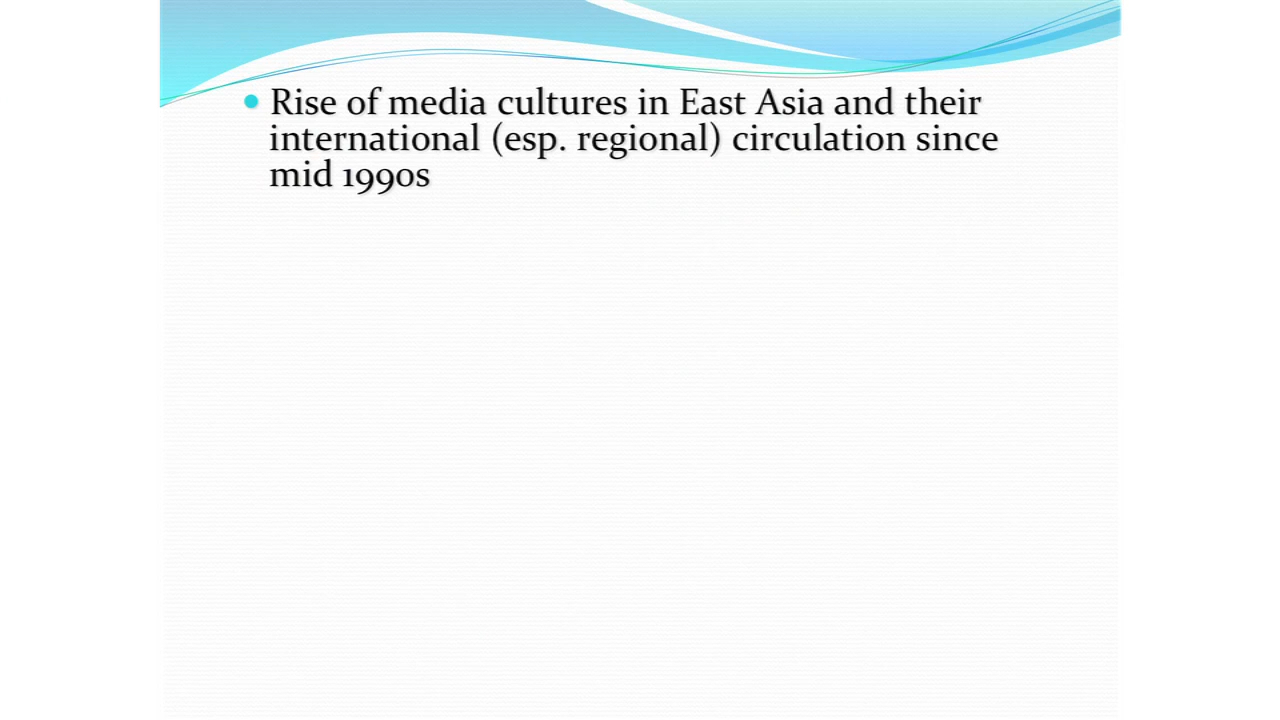 • Rise of media cultures in East Asia and their
international (esp. regional) circulation since
mid 1990s